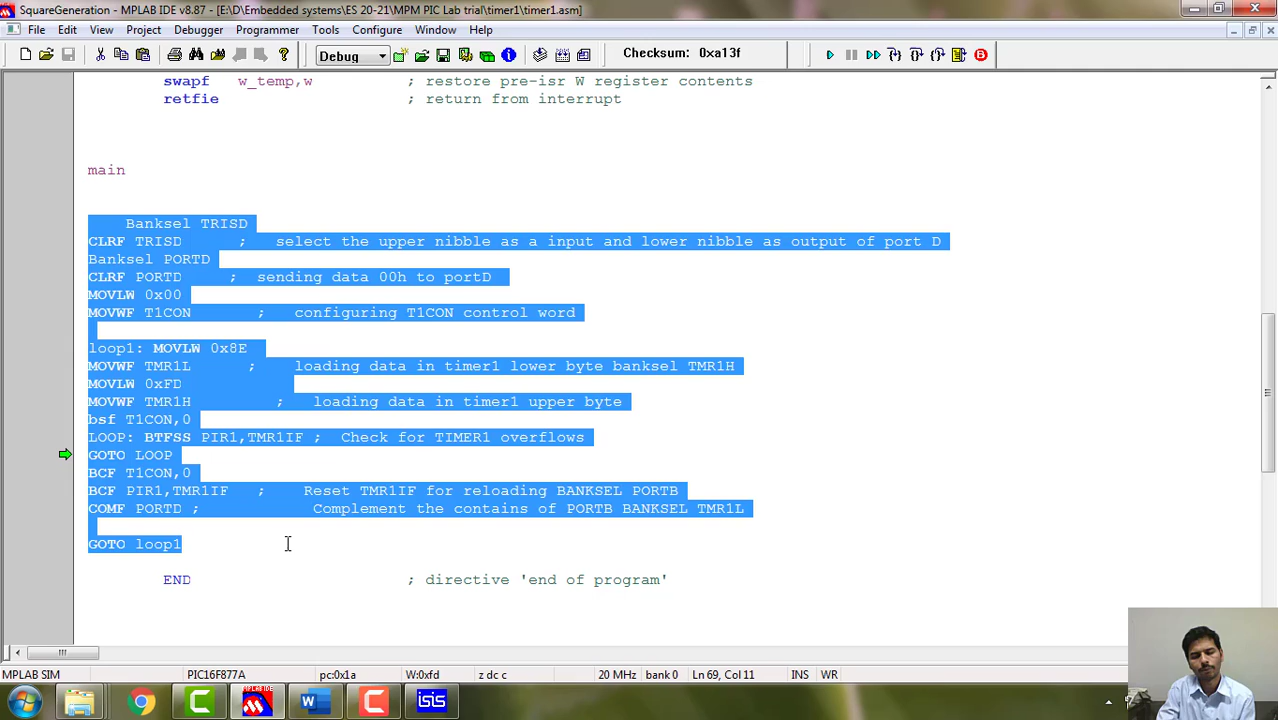 SquareGeneration - MPLAB IDE v8.87 - [E:\D\Embedded systems\ES 20-21\MPM PIC Lab trial\timer1\timer1.asm]
File Edit View Project Debugger Programmer Tools Configure Window Help
Debug Checksum: 0xa13f
swapf w_temp,w ; restore pre-isr W register contents
retfie ; return from interrupt
main
Banksel TRISD
CLRF TRISD ; select the upper nibble as a input and lower nibble as output of port D
Banksel PORTD
CLRF PORTD ; sending data 00h to portD
MOVLW 0x00
MOVWF T1CON ; configuring T1CON control word
loop1: MOVLW 0x8E
MOVWF TMR1L ; loading data in timer1 lower byte banksel TMR1H
MOVLW 0xFD
MOVWF TMR1H ; loading data in timer1 upper byte
bsf T1CON,0
LOOP: BTFSS PIR1,TMR1IF ; Check for TIMER1 overflows
GOTO LOOP
BCF T1CON,0
BCF PIR1,TMR1IF ; Reset TMR1IF for reloading BANKSEL PORTB
COMF PORTD ; Complement the contains of PORTB BANKSEL TMR1L
GOTO loop1
END ; directive 'end of program'
MPLAB SIM PIC16F877A pc:0x1a W:0xfd z dc c 20 MHz bank 0 Ln 69, Col 11 INS WR
isis